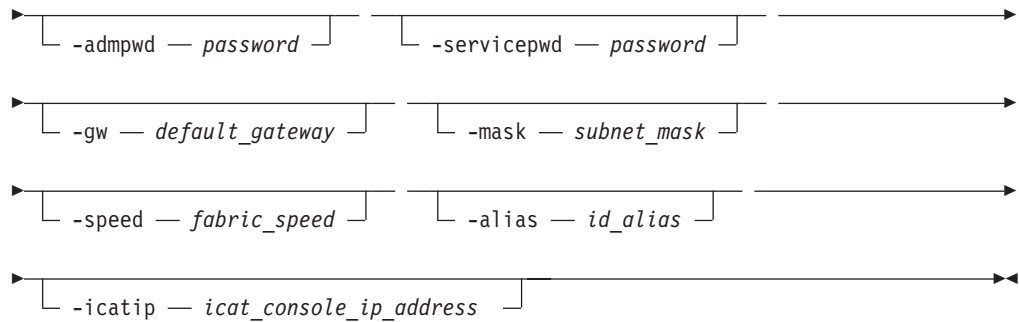 -admpwd — password -servicepwd — password
-gw — default_gateway -mask — subnet_mask
-speed — fabric_speed -alias — id_alias
-icatip — icat_console_ip_address